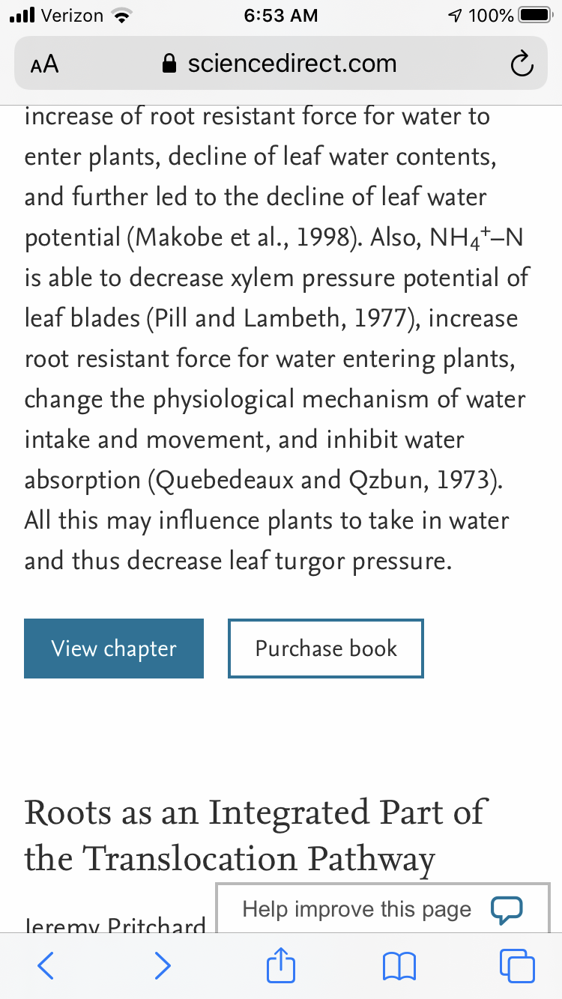 Verizon 6:53 AM 100%
AA sciencedirect.com
increase of root resistant force for water to
enter plants, decline of leaf water contents,
and further led to the decline of leaf water
potential (Makobe et al., 1998). Also, NH₄⁺–N
is able to decrease xylem pressure potential of
leaf blades (Pill and Lambeth, 1977), increase
root resistant force for water entering plants,
change the physiological mechanism of water
intake and movement, and inhibit water
absorption (Quebedeaux and Qzbun, 1973).
All this may influence plants to take in water
and thus decrease leaf turgor pressure.
View chapter Purchase book
Roots as an Integrated Part of
the Translocation Pathway
Jeremy Pritchard
Help improve this page